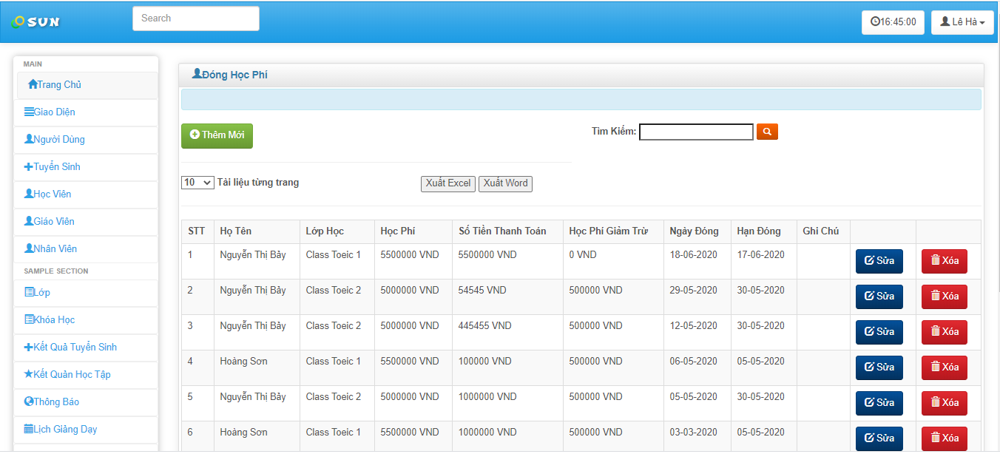 SUN
Search
16:45:00
Lê Hà
MAIN
Trang Chủ
Giao Diện
Người Dùng
Tuyển Sinh
Học Viên
Giáo Viên
Nhân Viên
SAMPLE SECTION
Lớp
Khóa Học
Kết Quả Tuyển Sinh
Kết Quản Học Tập
Thông Báo
Lịch Giảng Dạy
Đóng Học Phí
Thêm Mới
Tìm Kiếm:
10 Tài liệu từng trang
Xuất Excel Xuất Word
STT Họ Tên Lớp Học Học Phí Số Tiền Thanh Toán Học Phí Giảm Trừ Ngày Đóng Hạn Đóng Ghi Chú
1 Nguyễn Thị Bảy Class Toeic 1 5500000 VND 5500000 VND 0 VND 18-06-2020 17-06-2020 Sửa Xóa
2 Nguyễn Thị Bảy Class Toeic 2 5000000 VND 54545 VND 500000 VND 29-05-2020 30-05-2020 Sửa Xóa
3 Nguyễn Thị Bảy Class Toeic 2 5000000 VND 445455 VND 500000 VND 12-05-2020 30-05-2020 Sửa Xóa
4 Hoàng Sơn Class Toeic 1 5500000 VND 100000 VND 500000 VND 06-05-2020 05-05-2020 Sửa Xóa
5 Nguyễn Thị Bảy Class Toeic 2 5000000 VND 1000000 VND 500000 VND 05-05-2020 30-05-2020 Sửa Xóa
6 Hoàng Sơn Class Toeic 1 5500000 VND 1000000 VND 500000 VND 03-03-2020 05-05-2020 Sửa Xóa